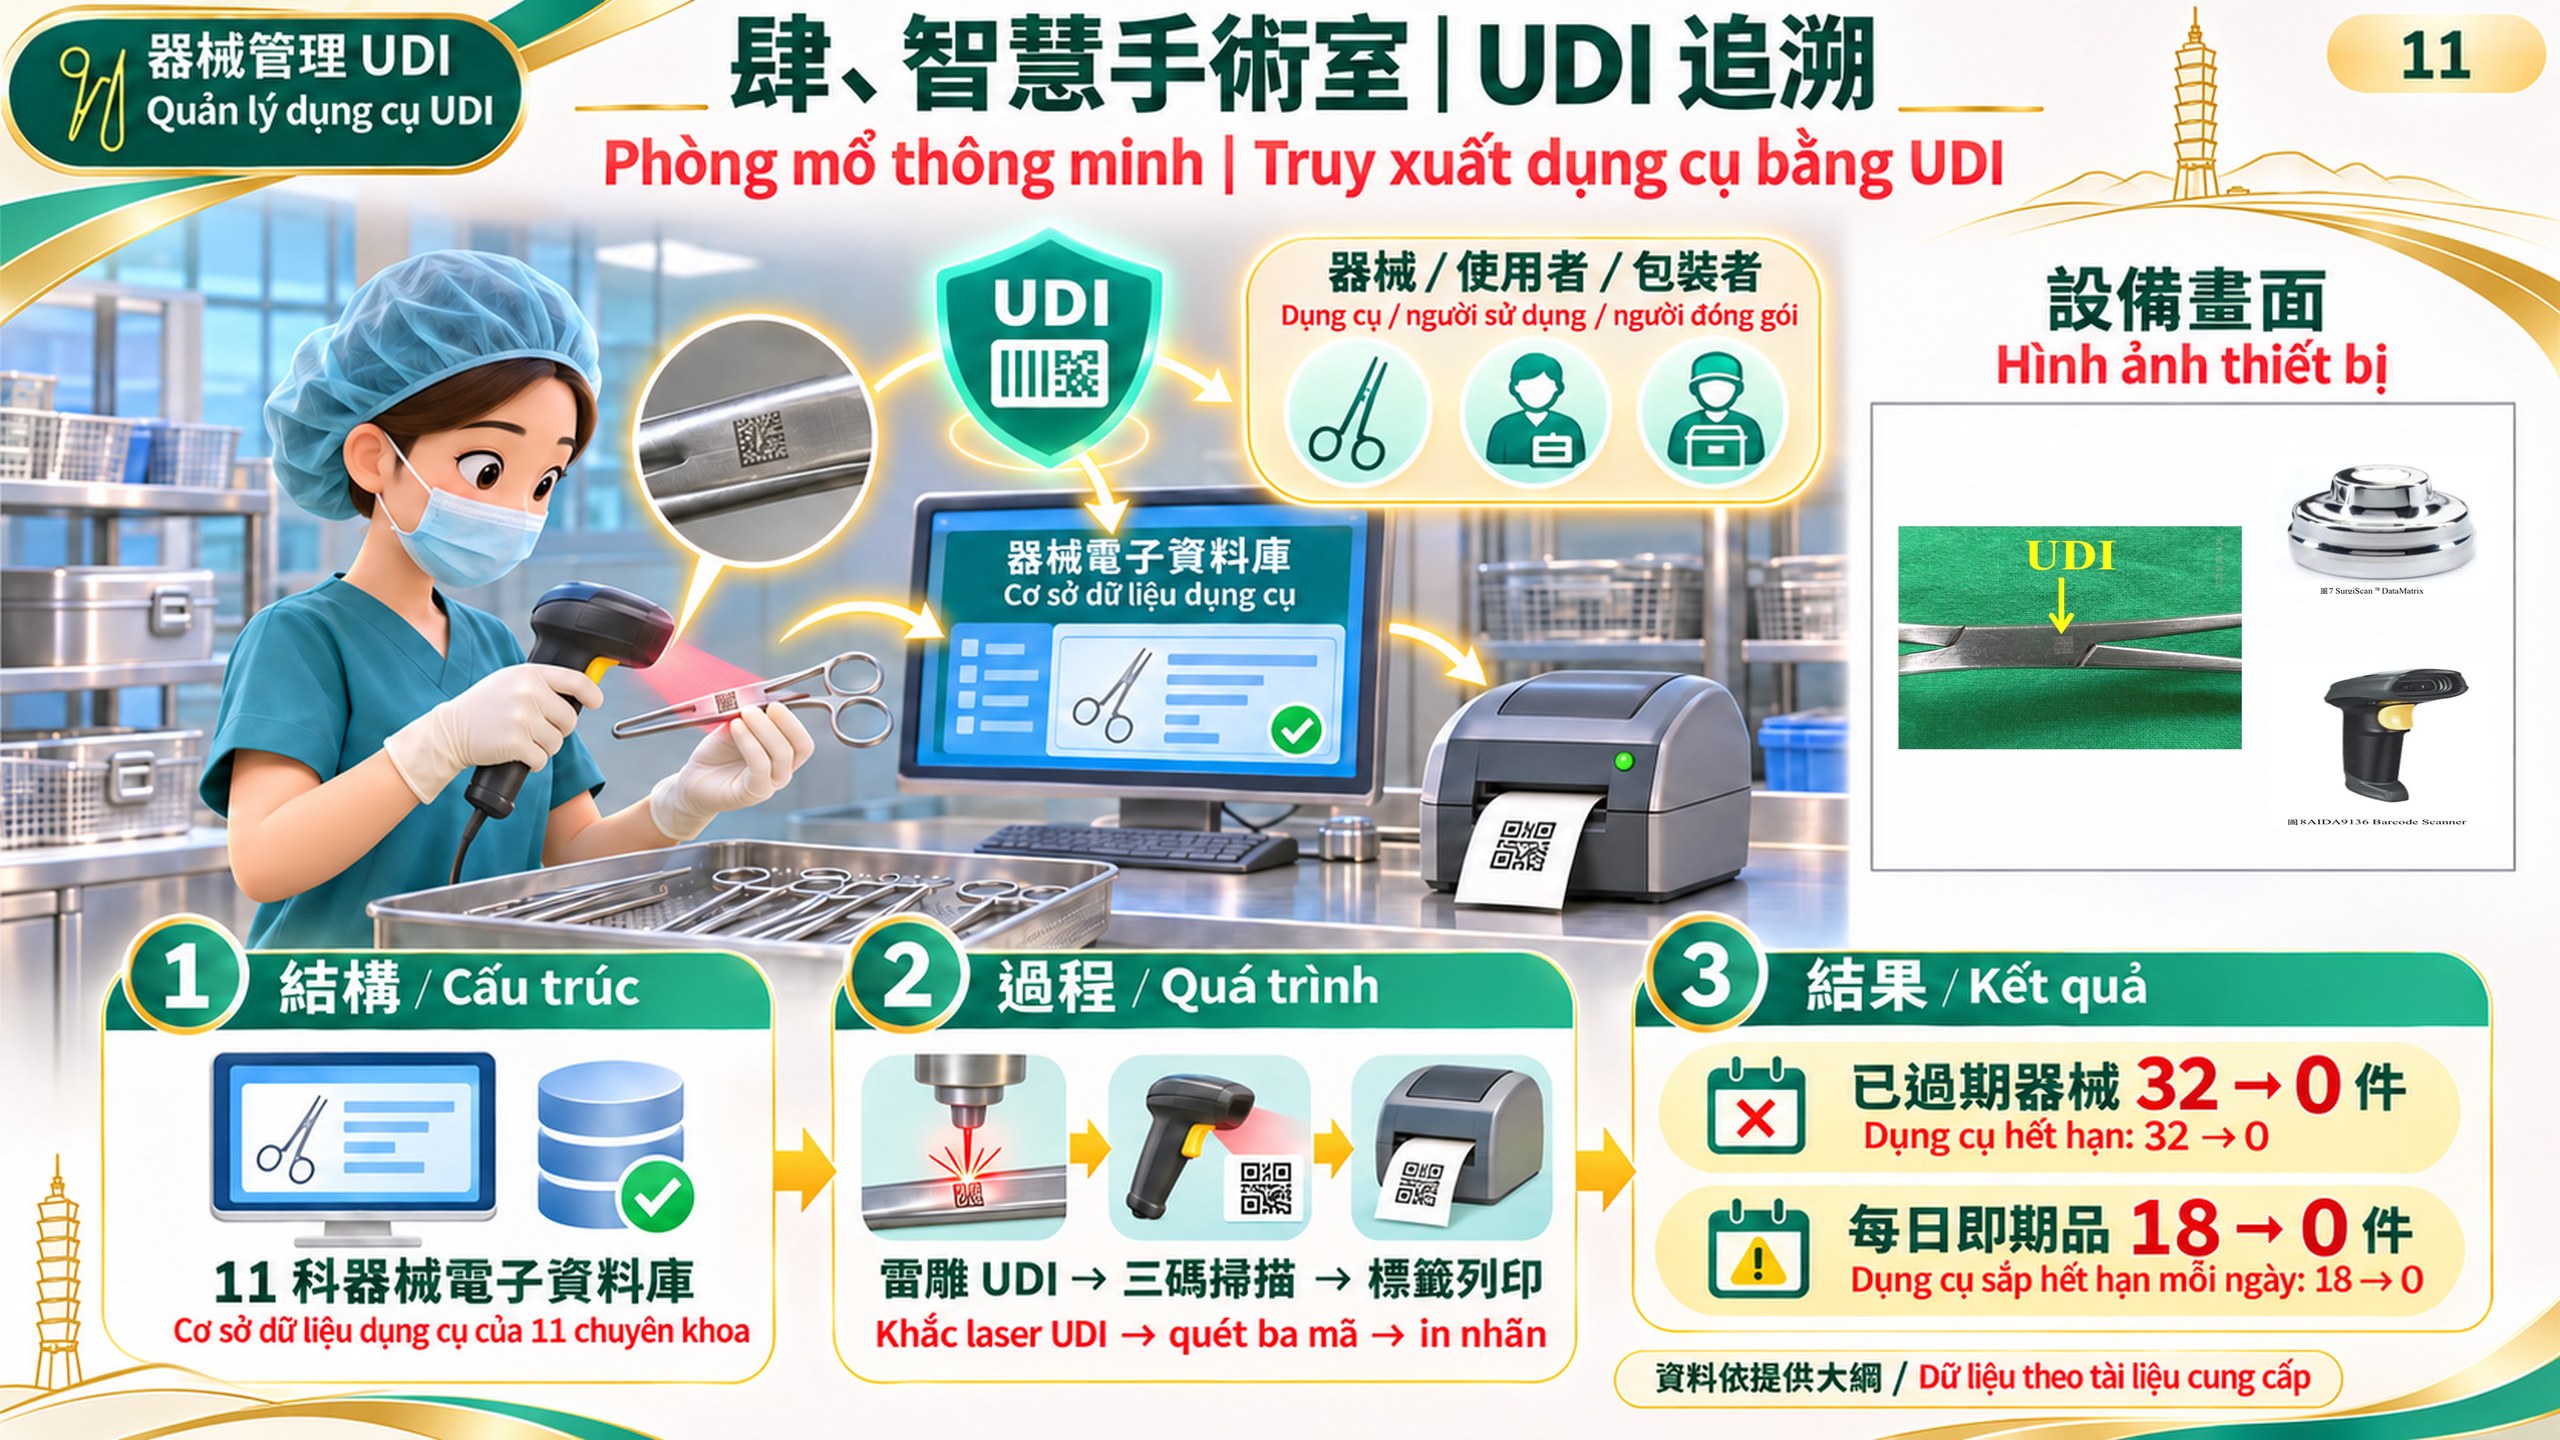 器械管理 UDI
Quản lý dụng cụ UDI
肆、智慧手術室 | UDI 追溯
Phòng mổ thông minh | Truy xuất dụng cụ bằng UDI
11
UDI
器械 / 使用者 / 包裝者
Dụng cụ / người sử dụng / người đóng gói
器械電子資料庫
Cơ sở dữ liệu dụng cụ
設備畫面
Hình ảnh thiết bị
UDI
圖7 SurgiScan™ DataMatrix
圖8AIDA9136 Barcode Scanner
1 結構 / Cấu trúc
11 科器械電子資料庫
Cơ sở dữ liệu dụng cụ của 11 chuyên khoa
2 過程 / Quá trình
雷雕 UDI → 三碼掃描 → 標籤列印
Khắc laser UDI → quét ba mã → in nhãn
3 結果 / Kết quả
已過期器械 32 → 0 件
Dụng cụ hết hạn: 32 → 0
每日即期品 18 → 0 件
Dụng cụ sắp hết hạn mỗi ngày: 18 → 0
資料依提供大綱 / Dữ liệu theo tài liệu cung cấp